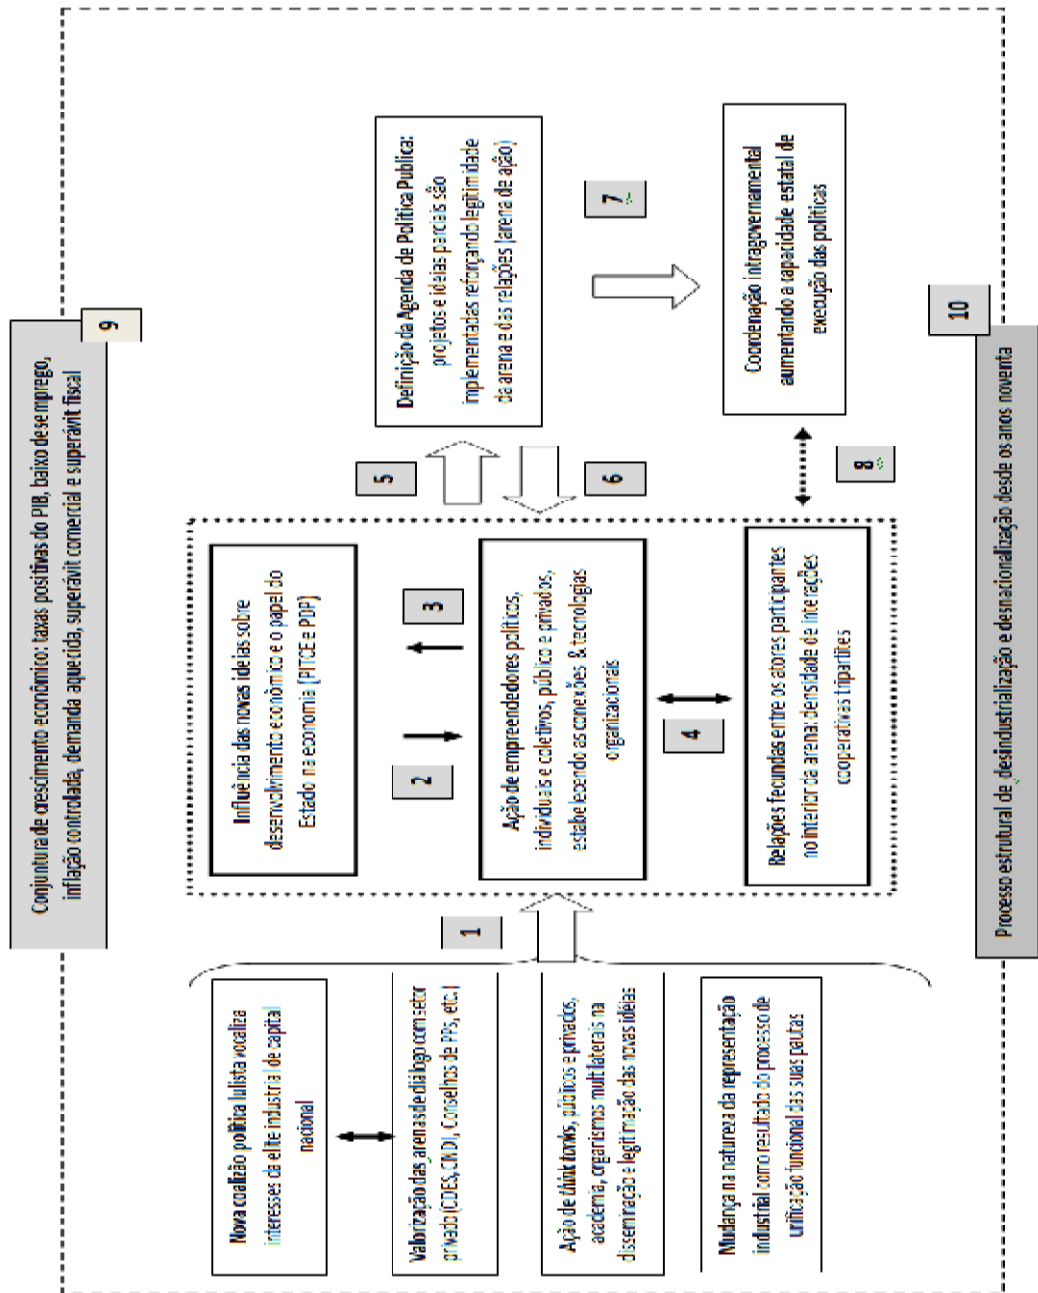 Conjuntura de crescimento econômico: taxas positivas do PIB, baixo desemprego,
inflação controlada, demanda aquecida, superávit comercial e superávit fiscal
9
Nova coalizão política lulista vocaliza
interesses da elite industrial de capital
nacional
Valorização das arenas de diálogo com setor
privado (CDES, CNDI, Conselhos de PPs, etc.)
Ação de think tanks, públicos e privados,
academia, organismos multilaterais na
disseminação e legitimação das novas ideias
Mudança na natureza da representação
industrial como resultado do processo de
unificação funcional das suas pautas
1
Influência das novas ideias sobre
desenvolvimento econômico e o papel do
Estado na economia (PITCE e PDP)
2
3
Ação de empreendedores políticos,
individuais e coletivos, público e privados,
estabelecendo as conexões & tecnologias
organizacionais
4
Relações fecundas entre os atores participantes
no interior da arena: densidade de interações
cooperativas tripartites
5
6
Definição da Agenda de Política Publica:
projetos e ideias parciais são
implementadas reforçando legitimidade
da arena e das relações (arena de ação)
7
Coordenação intragovernamental
aumentando a capacidade estatal de
execução das políticas
8
10
Processo estrutural de desindustrialização e desnacionalização desde os anos noventa